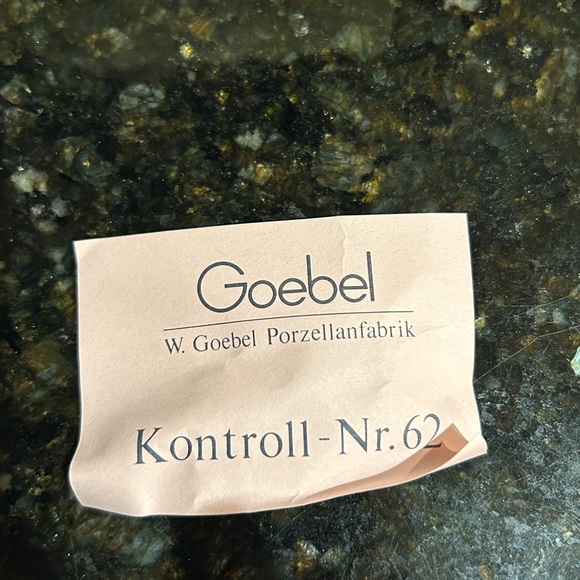 Goebel
W. Goebel Porzellanfabrik
Kontroll-Nr. 62